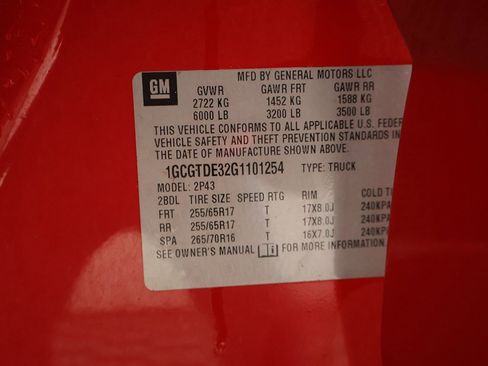 MFD BY GENERAL MOTORS LLC
GM GVWR GAWR FRT GAWR RR
2722 KG 1452 KG 1588 KG
6000 LB 3200 LB 3500 LB
THIS VEHICLE CONFORMS TO ALL APPLICABLE U.S. FEDER
VEHICLE SAFETY AND THEFT PREVENTION STANDARDS IN
THE DATE OF MANUFACTURE SHOWN ABOVE.
1GCGTDE32G1101254 TYPE: TRUCK
MODEL: 2P43
2BDL TIRE SIZE SPEED RTG RIM COLD T
FRT 255/65R17 T 17X8.0J 240KPA
RR 255/65R17 T 17X8.0J 240KP
SPA 265/70R16 T 16X7.0J 240KP
SEE OWNER'S MANUAL FOR MORE INFORMATION